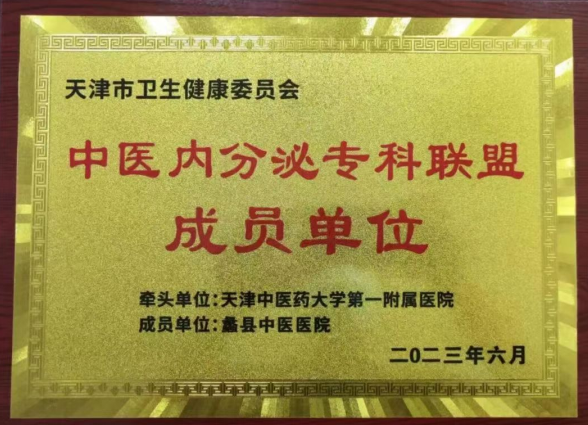 天津市卫生健康委员会
中医内分泌专科联盟
成员单位
牵头单位：天津中医药大学第一附属医院
成员单位：蠡县中医医院
二〇二三年六月